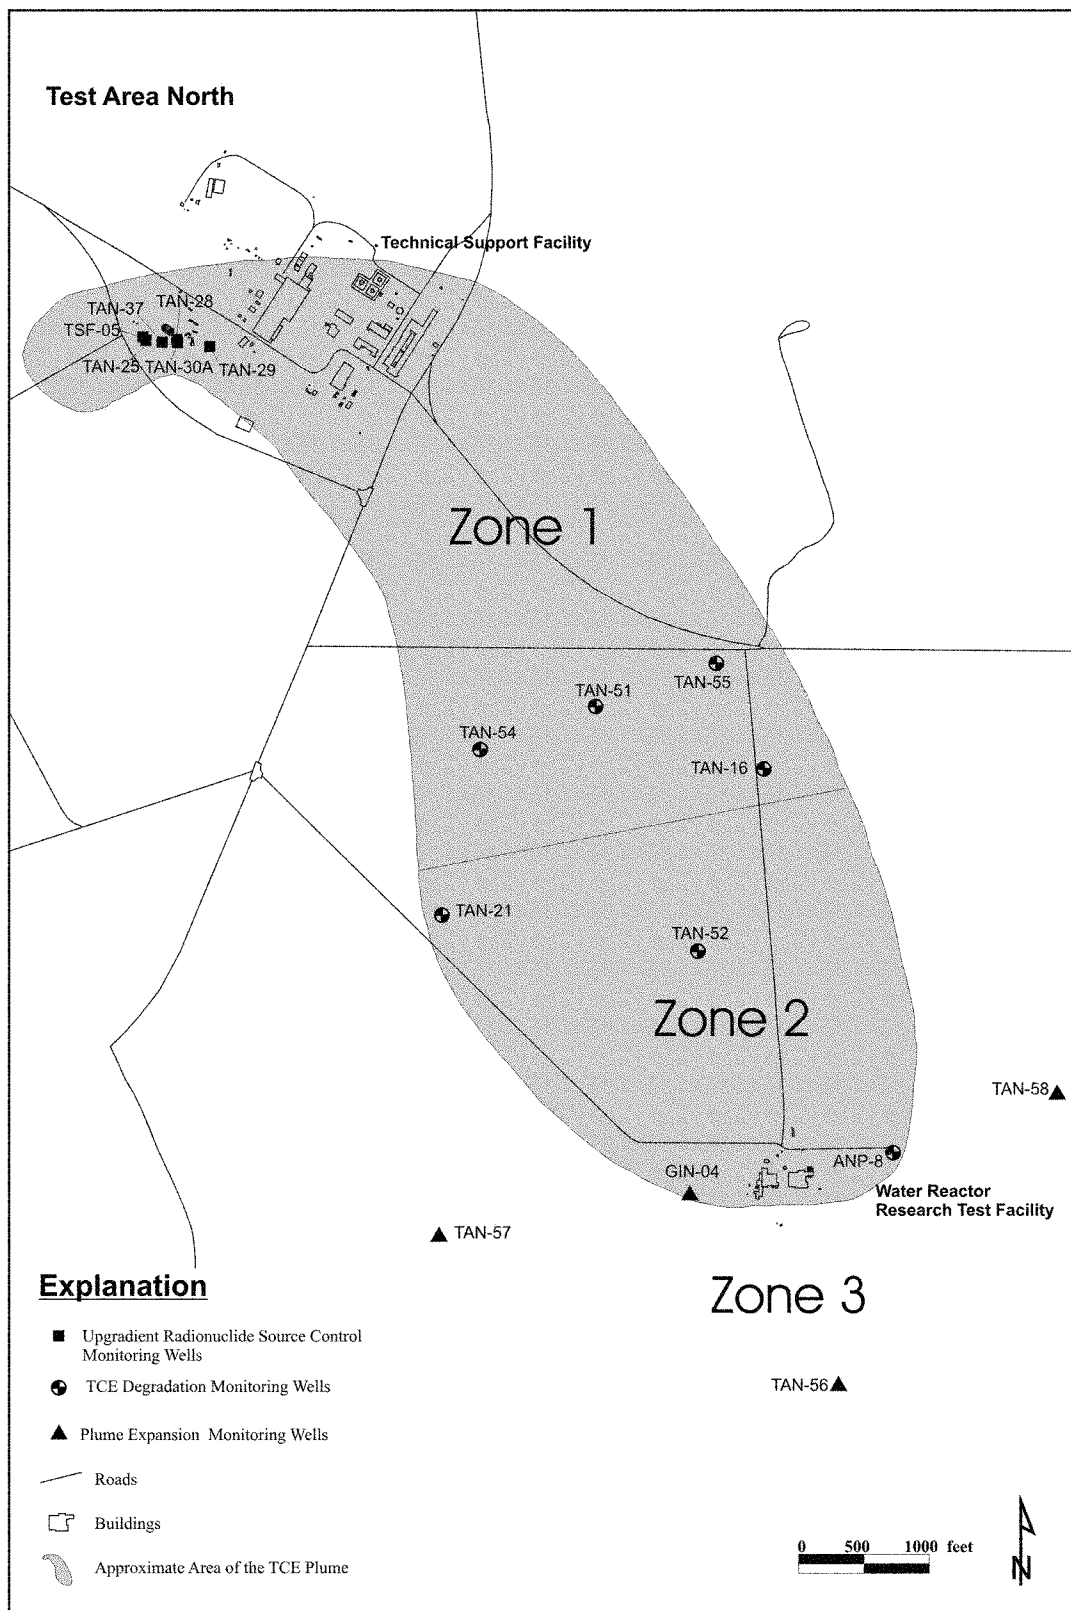 Test Area North
Technical Support Facility
TAN-37
TAN-28
TSF-05
TAN-25
TAN-30A
TAN-29
Zone 1
TAN-55
TAN-51
TAN-54
TAN-16
TAN-21
TAN-52
Zone 2
TAN-58
ANP-8
GIN-04
Water Reactor
Research Test Facility
TAN-57
Zone 3
TAN-56
Explanation
Upgradient Radionuclide Source Control
Monitoring Wells
TCE Degradation Monitoring Wells
Plume Expansion Monitoring Wells
Roads
Buildings
Approximate Area of the TCE Plume
0 500 1000 feet
N